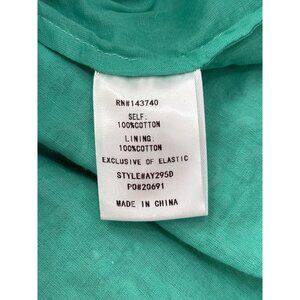 RN#143740
SELF:
100%COTTON
LINING:
100%COTTON
EXCLUSIVE OF ELASTIC
STYLE#AY295D
PO#20691
MADE IN CHINA